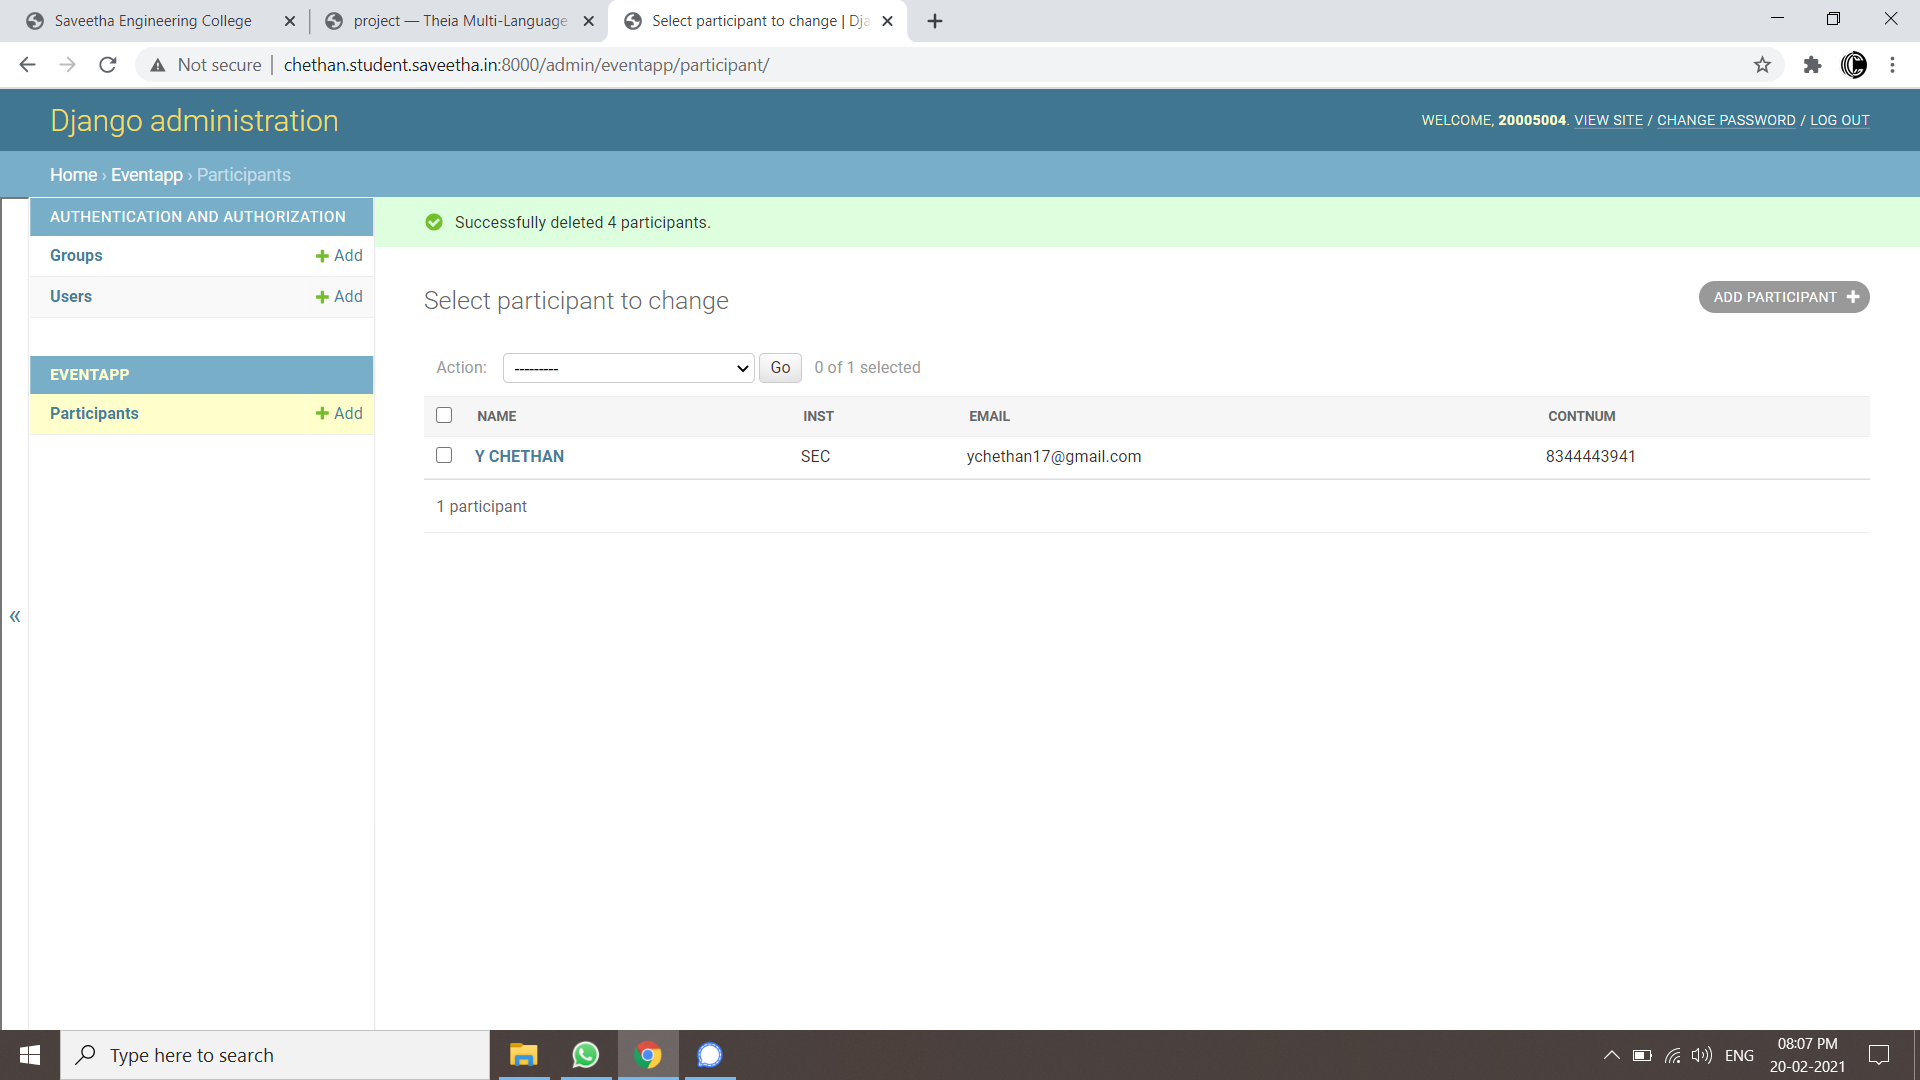 Saveetha Engineering College
project — Theia Multi-Language
Select participant to change | Dja
Not secure | chethan.student.saveetha.in:8000/admin/eventapp/participant/
Django administration
WELCOME, 20005004. VIEW SITE / CHANGE PASSWORD / LOG OUT
Home › Eventapp › Participants
AUTHENTICATION AND AUTHORIZATION
Groups + Add
Users + Add
EVENTAPP
Participants + Add
«
Successfully deleted 4 participants.
Select participant to change
ADD PARTICIPANT +
Action: --------- Go 0 of 1 selected
NAME INST EMAIL CONTNUM
Y CHETHAN SEC ychethan17@gmail.com 8344443941
1 participant
Type here to search
ENG
08:07 PM
20-02-2021